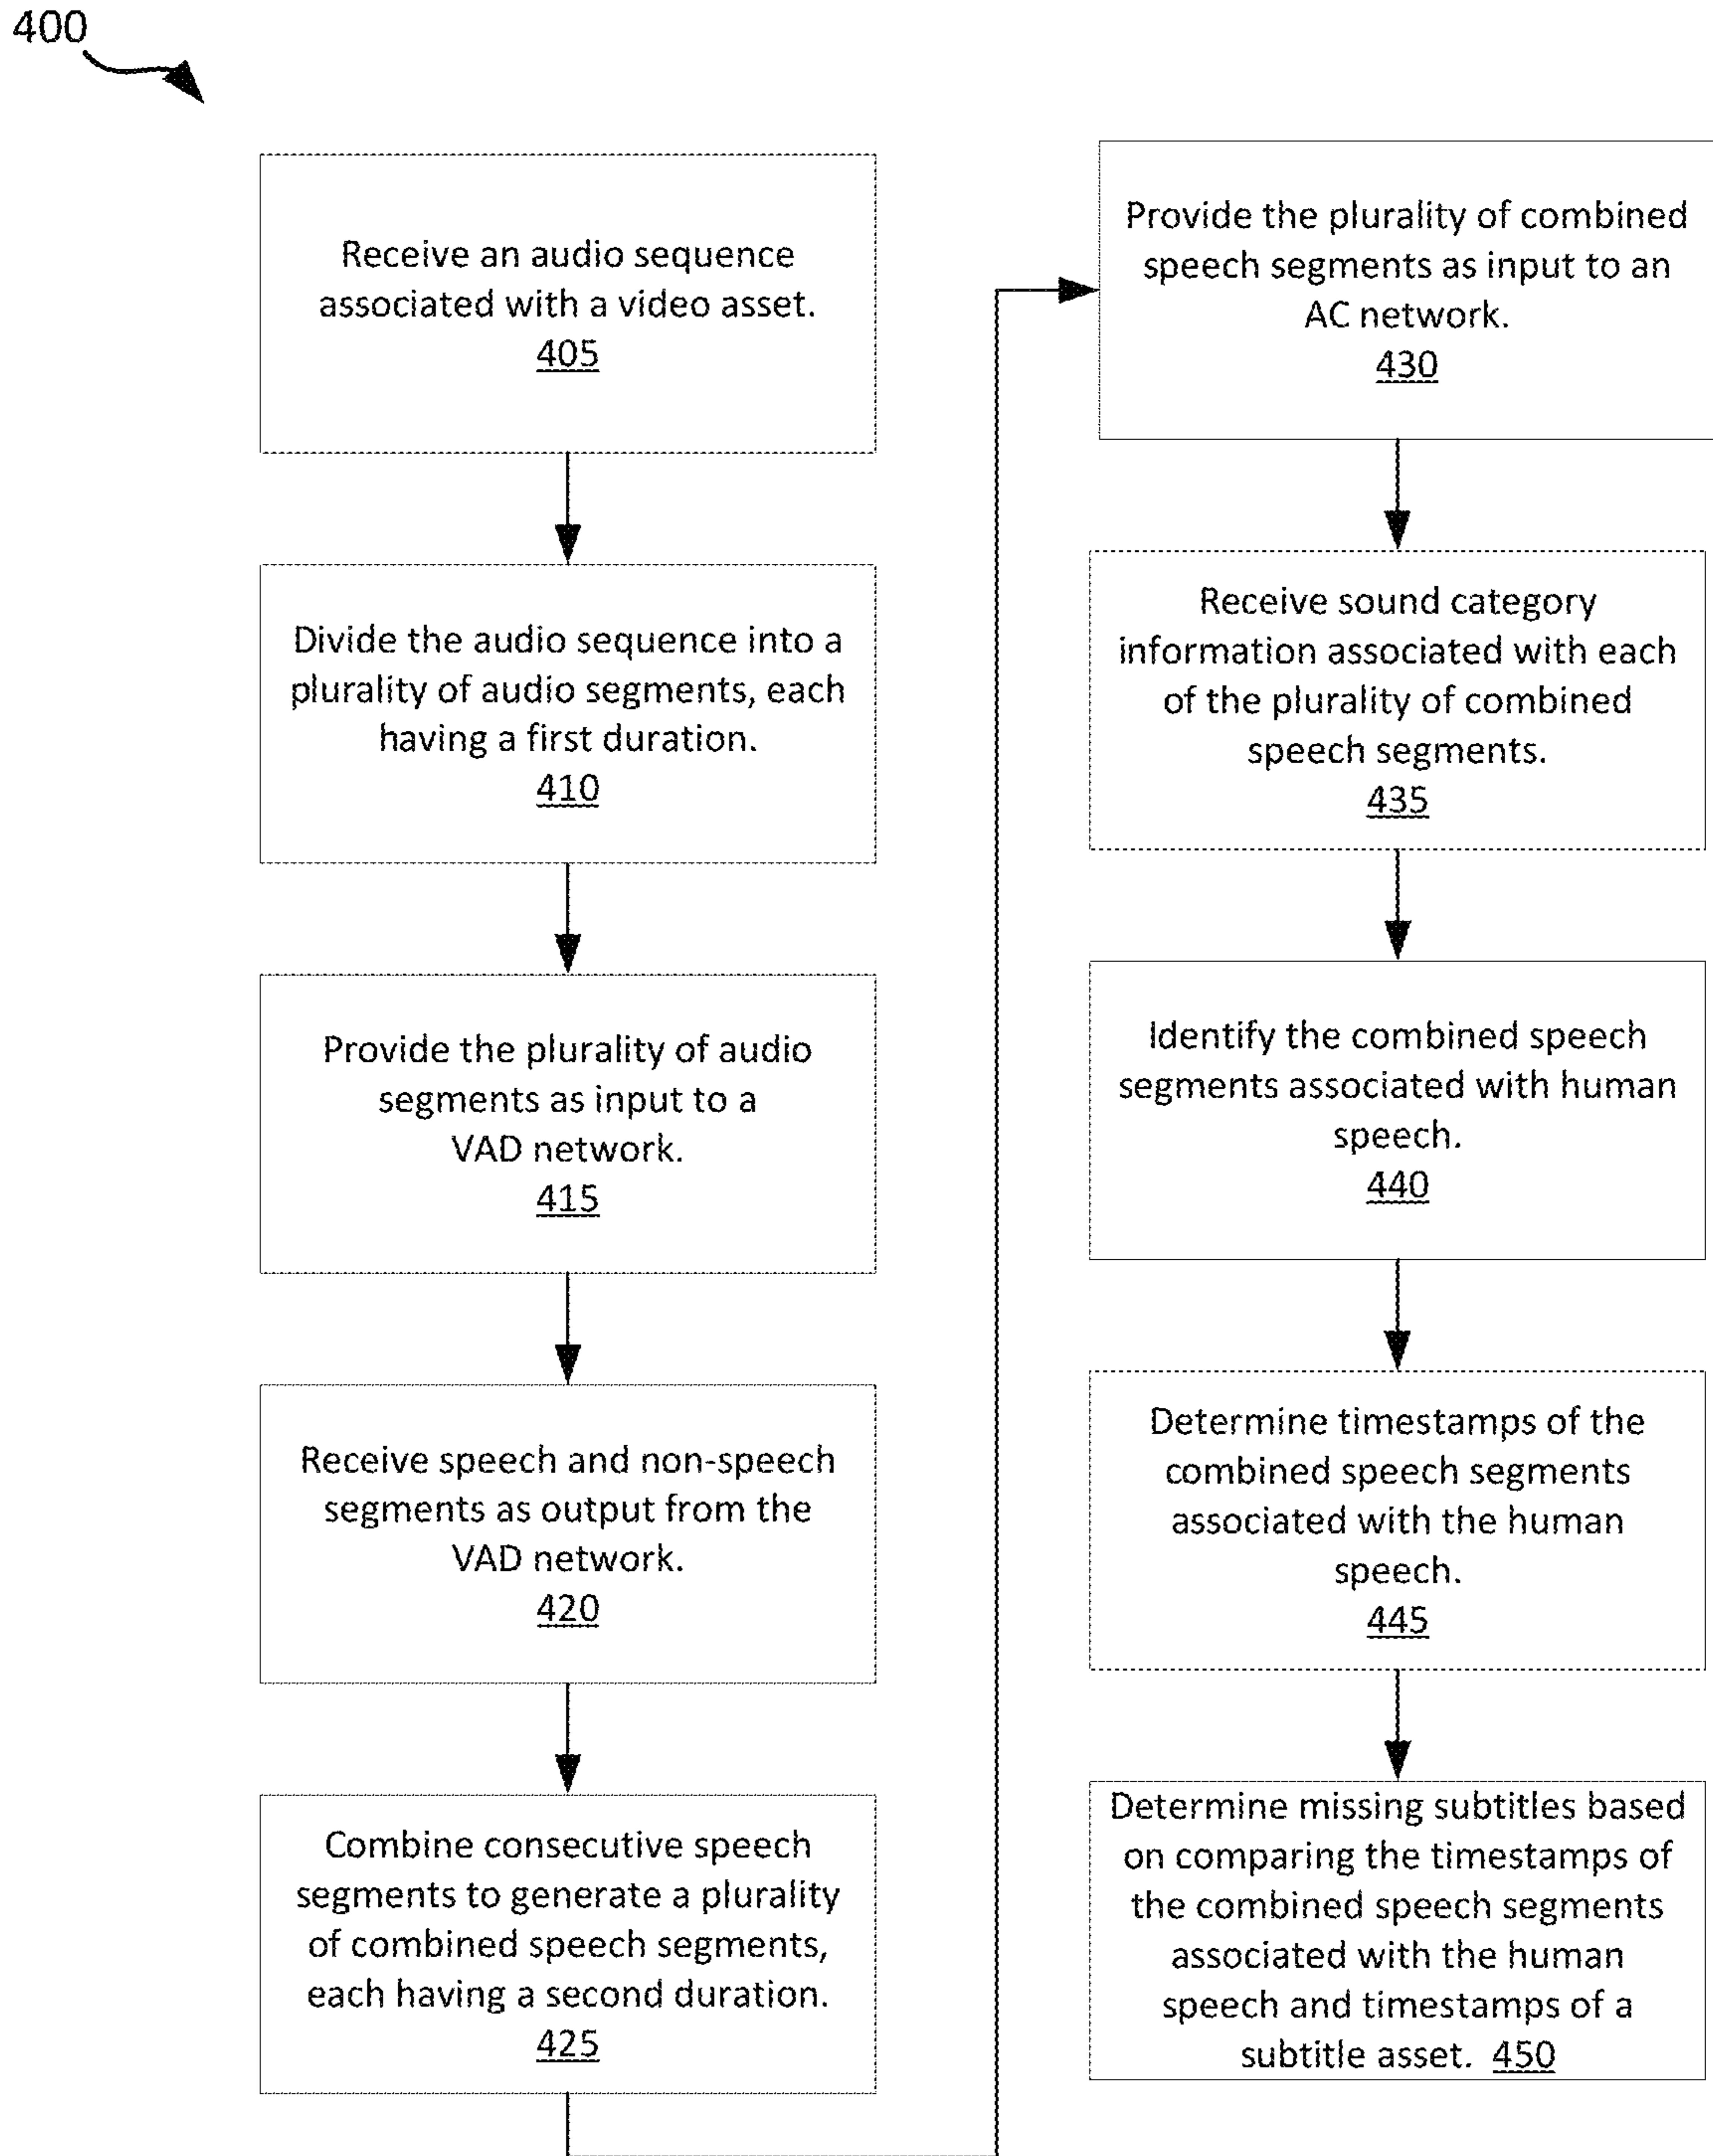 400
Receive an audio sequence
associated with a video asset.
405
Divide the audio sequence into a
plurality of audio segments, each
having a first duration.
410
Provide the plurality of audio
segments as input to a
VAD network.
415
Receive speech and non-speech
segments as output from the
VAD network.
420
Combine consecutive speech
segments to generate a plurality
of combined speech segments,
each having a second duration.
425
Provide the plurality of combined
speech segments as input to an
AC network.
430
Receive sound category
information associated with each
of the plurality of combined
speech segments.
435
Identify the combined speech
segments associated with human
speech.
440
Determine timestamps of the
combined speech segments
associated with the human
speech.
445
Determine missing subtitles based
on comparing the timestamps of
the combined speech segments
associated with the human
speech and timestamps of a
subtitle asset. 450